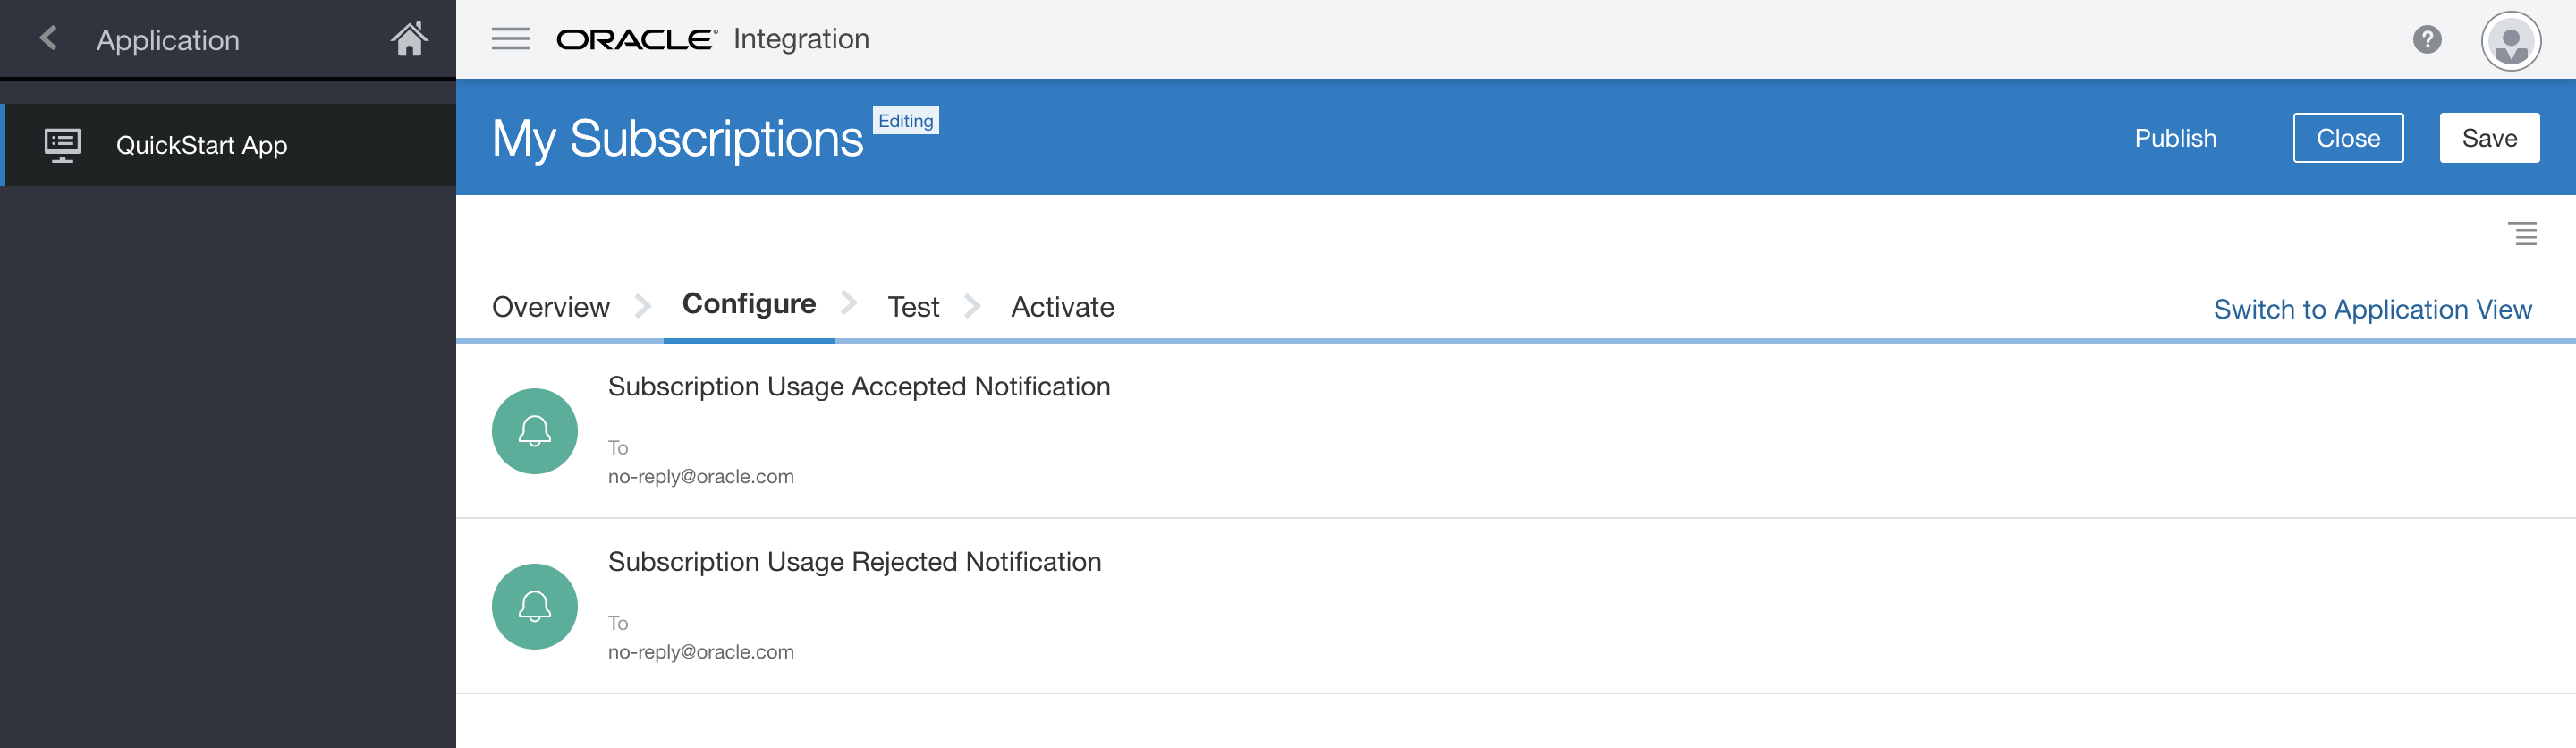 Application
QuickStart App
ORACLE® Integration
?
My Subscriptions
Editing
Publish
Close
Save
Overview
Configure
Test
Activate
Switch to Application View
Subscription Usage Accepted Notification
To
no-reply@oracle.com
Subscription Usage Rejected Notification
To
no-reply@oracle.com